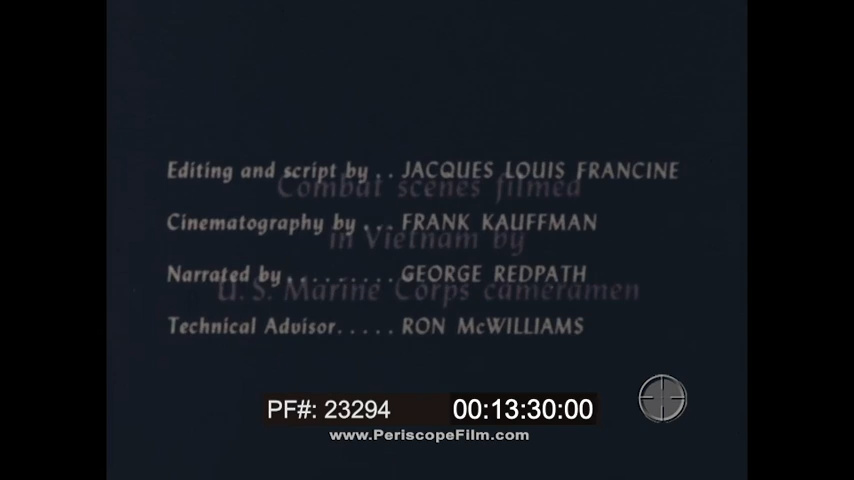 Editing and script by . . JACQUES LOUIS FRANCINE
Combat scenes filmed
Cinematography by . . . FRANK KAUFFMAN
in Vietnam by
Narrated by . . . . . . . . . GEORGE REDPATH
U. S. Marine Corps cameramen
Technical Advisor. . . . . RON McWILLIAMS
PF#: 23294 00:13:30:00
www.PeriscopeFilm.com